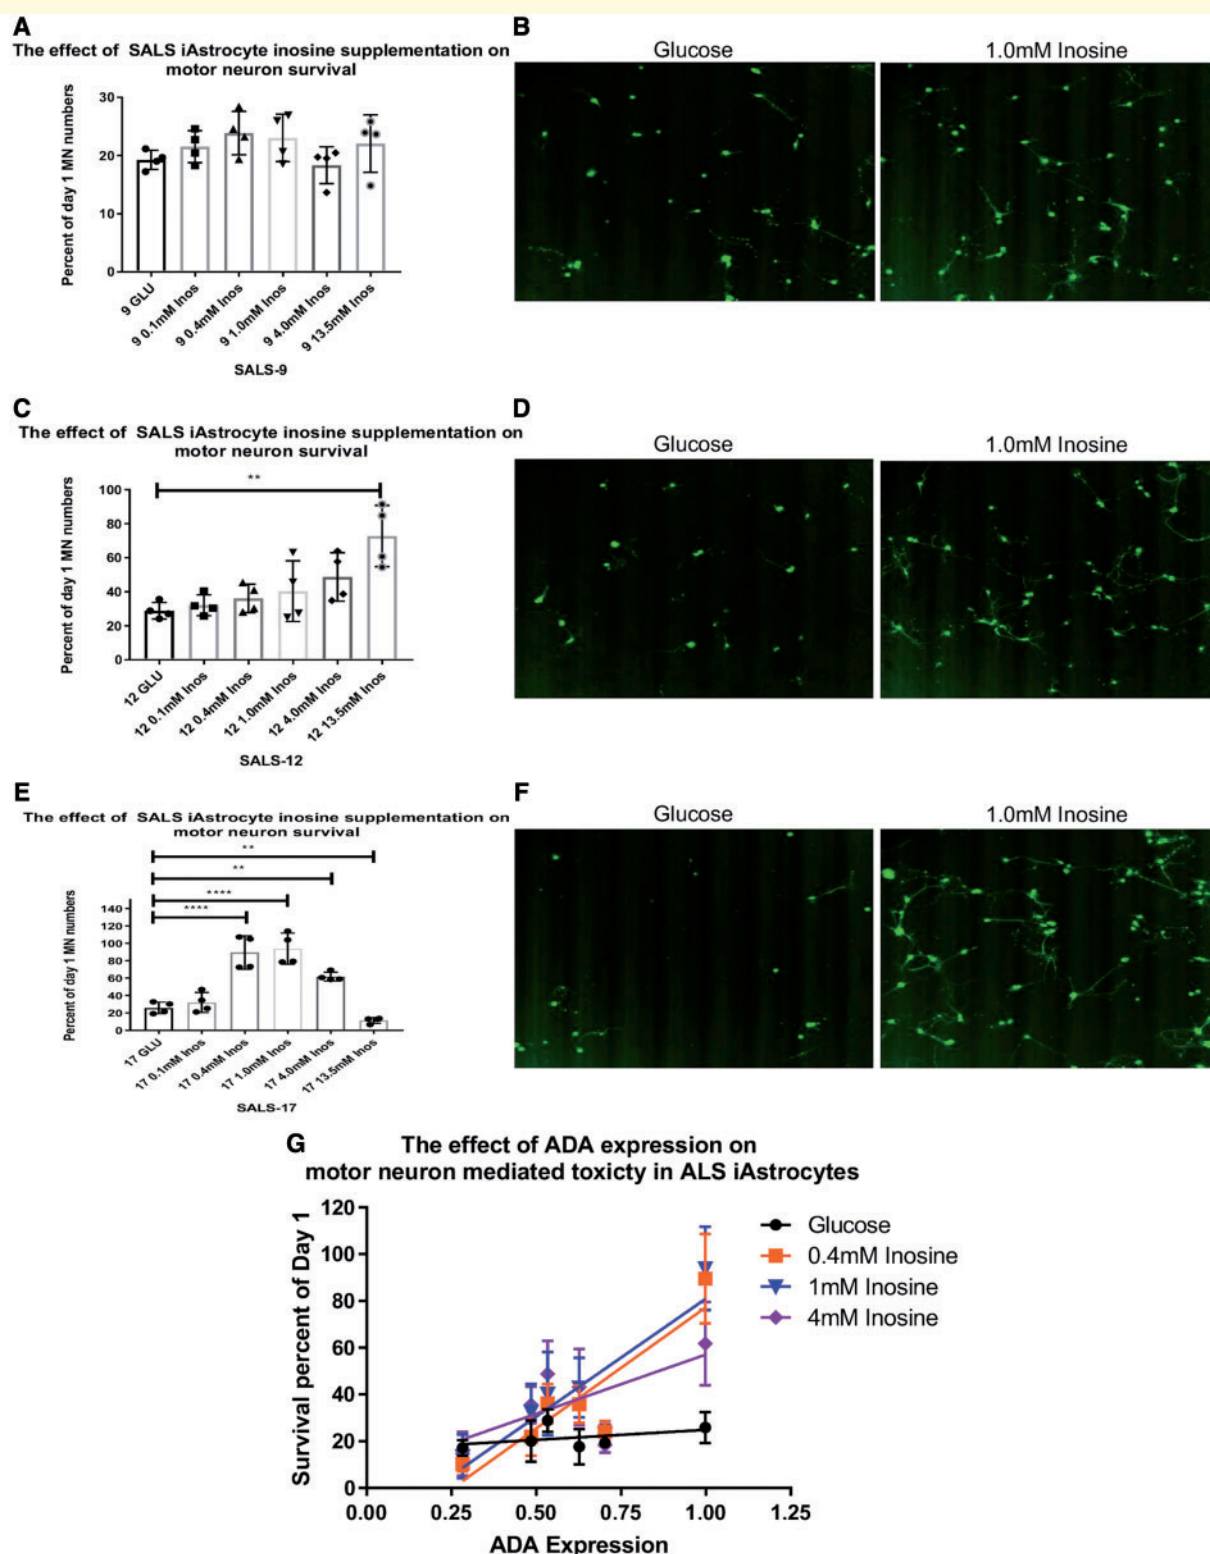 A
The effect of SALS iAstrocyte inosine supplementation on
motor neuron survival
Percent of day 1 MN numbers
30
20
10
0
9 GLU
9 0.1mM Inos
9 0.4mM Inos
9 1.0mM Inos
9 4.0mM Inos
9 13.5mM Inos
SALS-9
B
Glucose
1.0mM Inosine
C
The effect of SALS iAstrocyte inosine supplementation on
motor neuron survival
Percent of day 1 MN numbers
100
80
60
40
20
0
**
12 GLU
12 0.1mM Inos
12 0.4mM Inos
12 1.0mM Inos
12 4.0mM Inos
12 13.5mM Inos
SALS-12
D
Glucose
1.0mM Inosine
E
The effect of SALS iAstrocyte inosine supplementation on
motor neuron survival
Percent of day 1 MN numbers
**
**
****
****
140
120
100
80
60
40
20
0
17 GLU
17 0.1mM Inos
17 0.4mM Inos
17 1.0mM Inos
17 4.0mM Inos
17 13.5mM Inos
SALS-17
F
Glucose
1.0mM Inosine
G
The effect of ADA expression on
motor neuron mediated toxicty in ALS iAstrocytes
Survival percent of Day 1
120
100
80
60
40
20
0
0.00
0.25
0.50
0.75
1.00
1.25
ADA Expression
Glucose
0.4mM Inosine
1mM Inosine
4mM Inosine